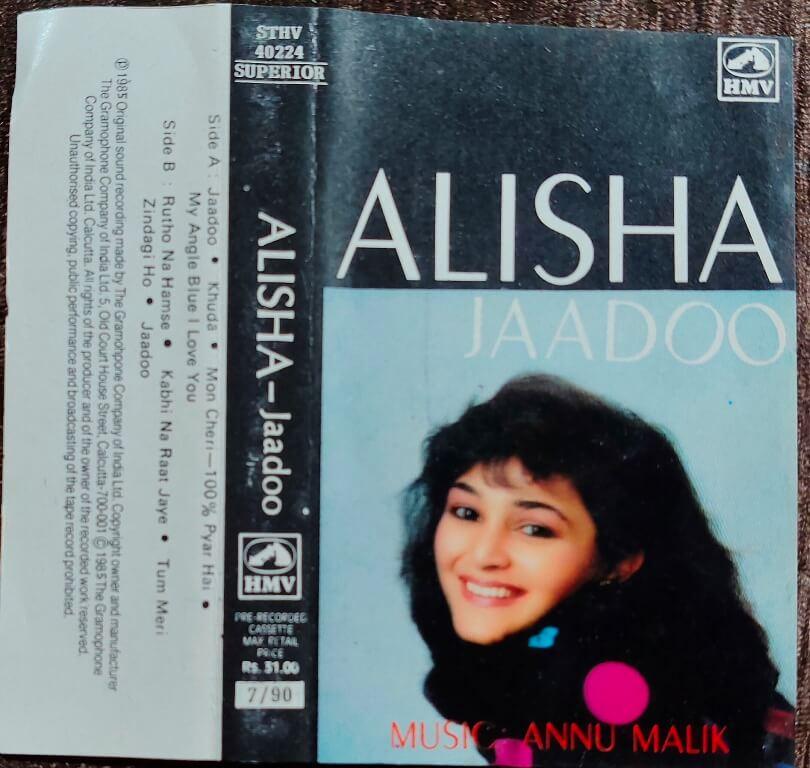 ℗1985 Original sound recording made by The Gramohpone Company of India Ltd. Copyright owner and manufacturer
The Gramophone Company of India Ltd. 5, Old Court House Street, Calcutta-700-001 © 1985 The Gramophone
Company of India Ltd. Calcutta. All rights of the producer and of the owner of the recorded work reserved.
Unauthorised copying, public performance and broadcasting of the tape record prohibited.
Side A : Jaadoo • Khuda • Mon Cheri—100% Pyar Hai •
My Angle Blue I Love You
Side B : Rutho Na Hamse • Kabhi Na Raat Jaye • Tum Meri
Zindagi Ho • Jaadoo
STHV
40224
SUPERIOR
ALISHA–Jaadoo
HMV
PRE-RECORDED
CASSETTE
MAX RETAIL
PRICE
Rs. 31.00
7/90
HMV
ALISHA
JAADOO
MUSIC : ANNU MALIK